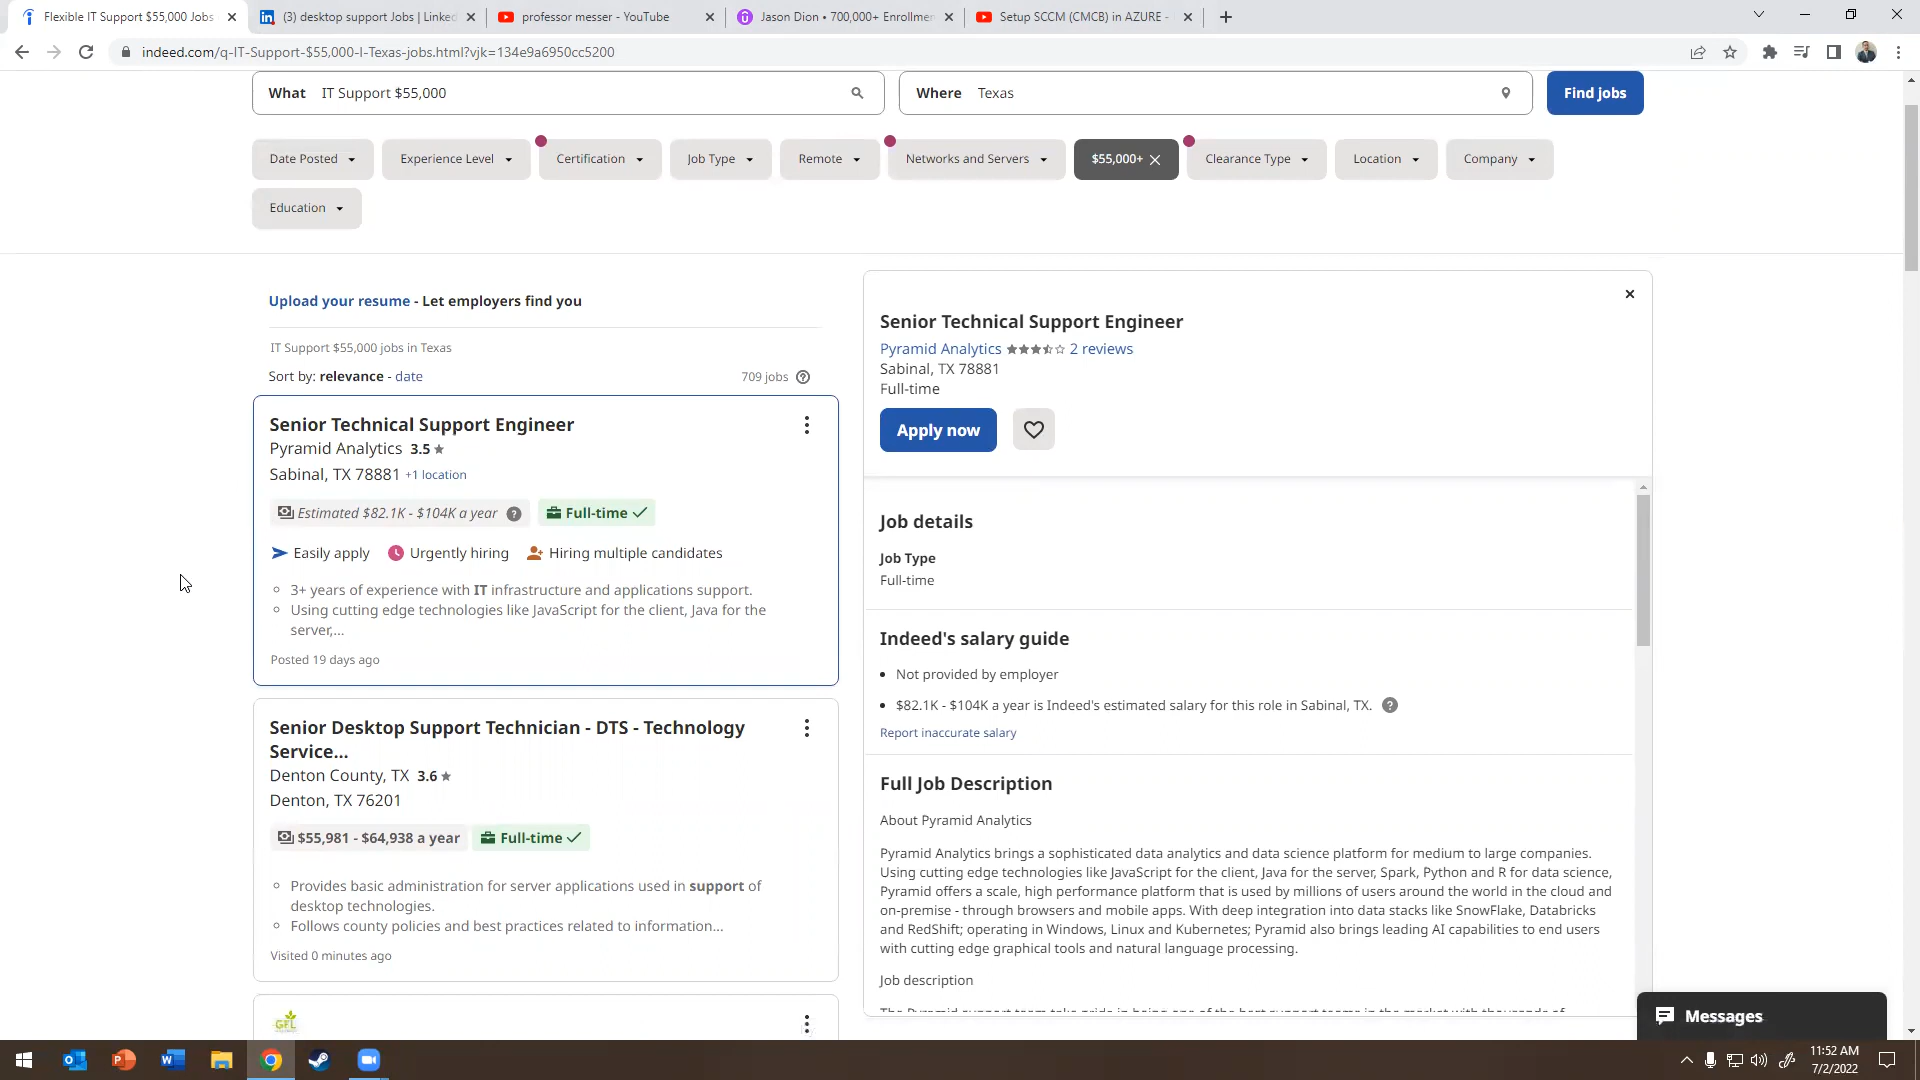 Flexible IT Support $55,000 Jobs
(3) desktop support Jobs | Linked
professor messer - YouTube
Jason Dion • 700,000+ Enrollmen
Setup SCCM (CMCB) in AZURE -
indeed.com/q-IT-Support-$55,000-l-Texas-jobs.html?vjk=134e9a6950cc5200
What IT Support $55,000
Where Texas
Find jobs
Date Posted
Experience Level
Certification
Job Type
Remote
Networks and Servers
$55,000+
Clearance Type
Location
Company
Education
Upload your resume - Let employers find you
IT Support $55,000 jobs in Texas
Sort by: relevance - date
709 jobs
Senior Technical Support Engineer
Pyramid Analytics 3.5
Sabinal, TX 78881 +1 location
Estimated $82.1K - $104K a year
Full-time
Easily apply
Urgently hiring
Hiring multiple candidates
3+ years of experience with IT infrastructure and applications support.
Using cutting edge technologies like JavaScript for the client, Java for the
server,...
Posted 19 days ago
Senior Desktop Support Technician - DTS - Technology
Service...
Denton County, TX 3.6
Denton, TX 76201
$55,981 - $64,938 a year
Full-time
Provides basic administration for server applications used in support of
desktop technologies.
Follows county policies and best practices related to information...
Visited 0 minutes ago
GFL
Senior Technical Support Engineer
Pyramid Analytics 2 reviews
Sabinal, TX 78881
Full-time
Apply now
Job details
Job Type
Full-time
Indeed's salary guide
Not provided by employer
$82.1K - $104K a year is Indeed's estimated salary for this role in Sabinal, TX.
Report inaccurate salary
Full Job Description
About Pyramid Analytics
Pyramid Analytics brings a sophisticated data analytics and data science platform for medium to large companies.
Using cutting edge technologies like JavaScript for the client, Java for the server, Spark, Python and R for data science,
Pyramid offers a scale, high performance platform that is used by millions of users around the world in the cloud and
on-premise - through browsers and mobile apps. With deep integration into data stacks like SnowFlake, Databricks
and RedShift; operating in Windows, Linux and Kubernetes; Pyramid also brings leading AI capabilities to end users
with cutting edge graphical tools and natural language processing.
Job description
Messages
11:52 AM
7/2/2022